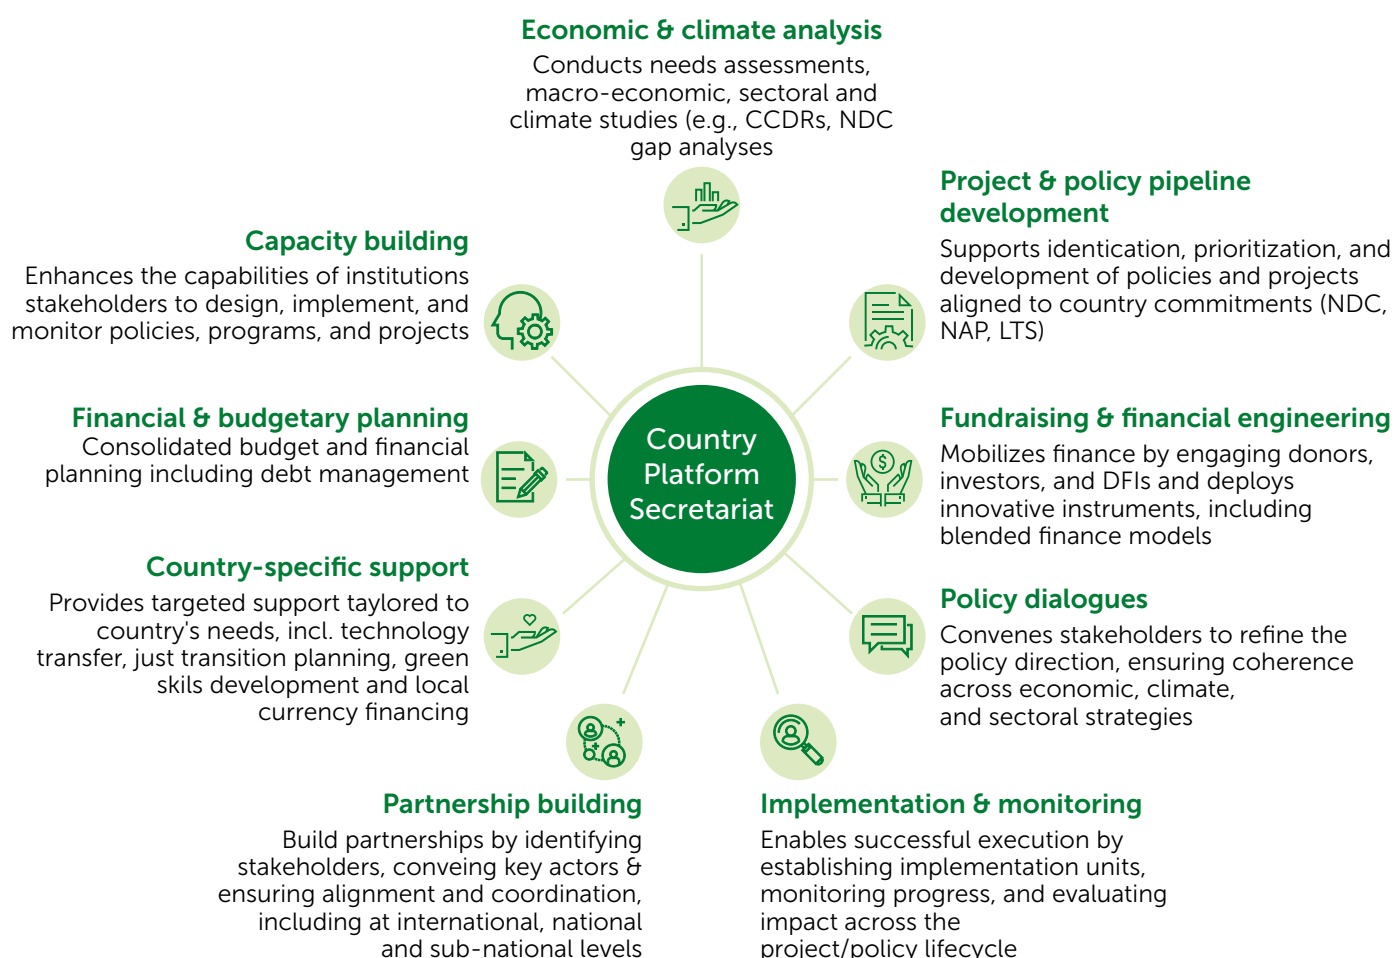 Economic & climate analysis
Conducts needs assessments,
macro-economic, sectoral and
climate studies (e.g., CCDRs, NDC
gap analyses
Project & policy pipeline
development
Supports identication, prioritization, and
development of policies and projects
aligned to country commitments (NDC,
NAP, LTS)
Fundraising & financial engineering
Mobilizes finance by engaging donors,
investors, and DFIs and deploys
innovative instruments, including
blended finance models
Policy dialogues
Convenes stakeholders to refine the
policy direction, ensuring coherence
across economic, climate,
and sectoral strategies
Implementation & monitoring
Enables successful execution by
establishing implementation units,
monitoring progress, and evaluating
impact across the
project/policy lifecycle
Partnership building
Build partnerships by identifying
stakeholders, conveing key actors &
ensuring alignment and coordination,
including at international, national
and sub-national levels
Country-specific support
Provides targeted support taylored to
country's needs, incl. technology
transfer, just transition planning, green
skils development and local
currency financing
Financial & budgetary planning
Consolidated budget and financial
planning including debt management
Capacity building
Enhances the capabilities of institutions
stakeholders to design, implement, and
monitor policies, programs, and projects
Country
Platform
Secretariat
$